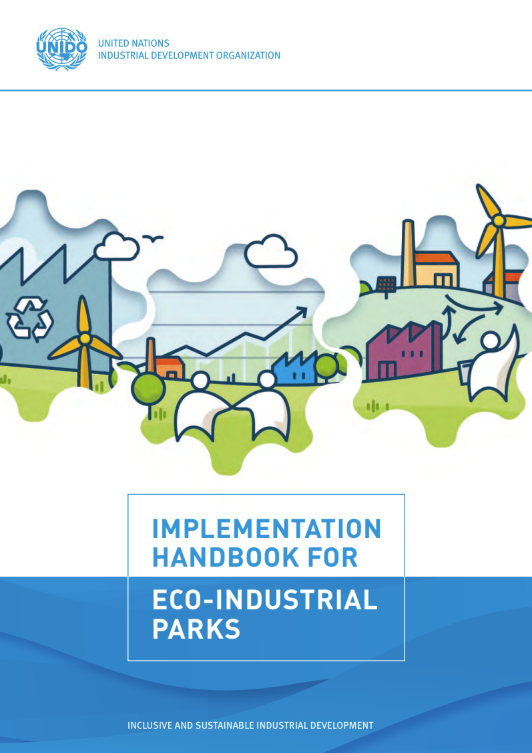 UNIDO
UNITED NATIONS
INDUSTRIAL DEVELOPMENT ORGANIZATION
IMPLEMENTATION
HANDBOOK FOR
ECO-INDUSTRIAL
PARKS
INCLUSIVE AND SUSTAINABLE INDUSTRIAL DEVELOPMENT